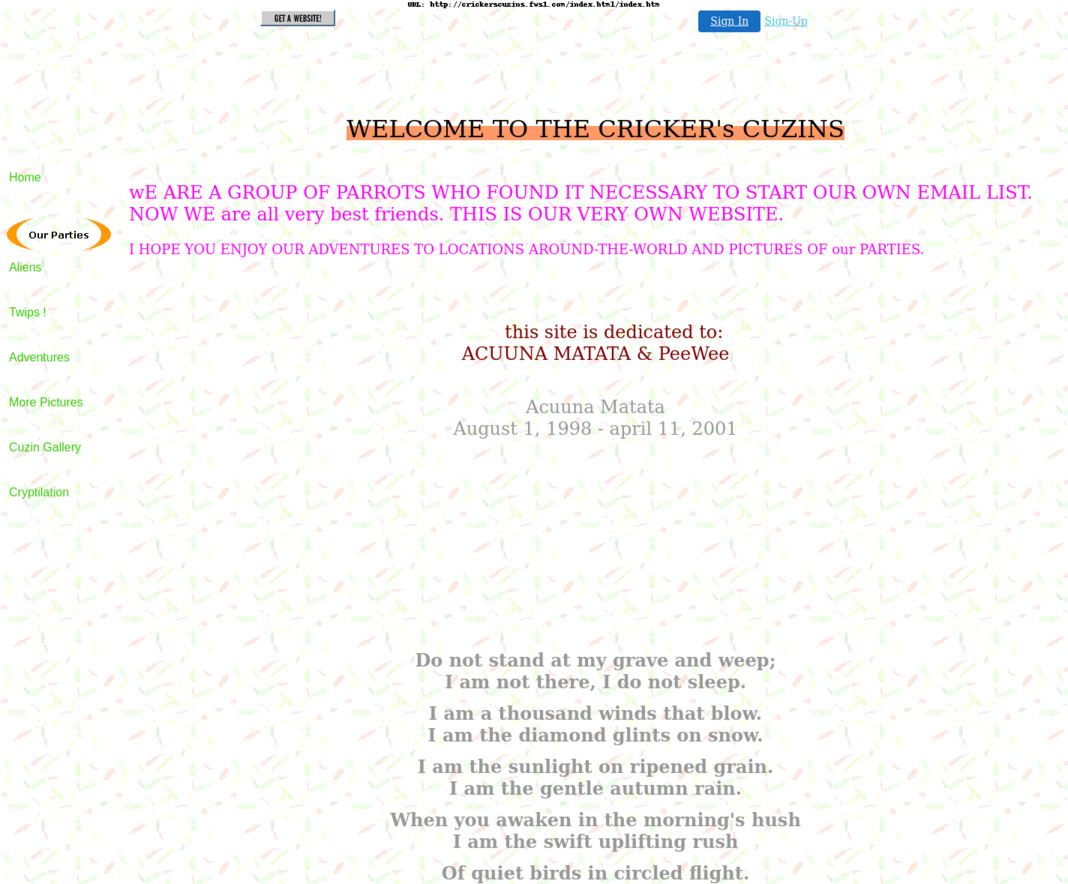 URL: http://crickerscuzins.fws1.com/index.html/index.htm
GET A WEBSITE!
Sign In Sign-Up
WELCOME TO THE CRICKER's CUZINS
Home
Our Parties
Aliens
Twips !
Adventures
More Pictures
Cuzin Gallery
Cryptilation
wE ARE A GROUP OF PARROTS WHO FOUND IT NECESSARY TO START OUR OWN EMAIL LIST.
NOW WE are all very best friends. THIS IS OUR VERY OWN WEBSITE.
I HOPE YOU ENJOY OUR ADVENTURES TO LOCATIONS AROUND-THE-WORLD AND PICTURES OF our PARTIES.
this site is dedicated to:
ACUUNA MATATA & PeeWee
Acuuna Matata
August 1, 1998 - april 11, 2001
Do not stand at my grave and weep;
I am not there, I do not sleep.
I am a thousand winds that blow.
I am the diamond glints on snow.
I am the sunlight on ripened grain.
I am the gentle autumn rain.
When you awaken in the morning's hush
I am the swift uplifting rush
Of quiet birds in circled flight.